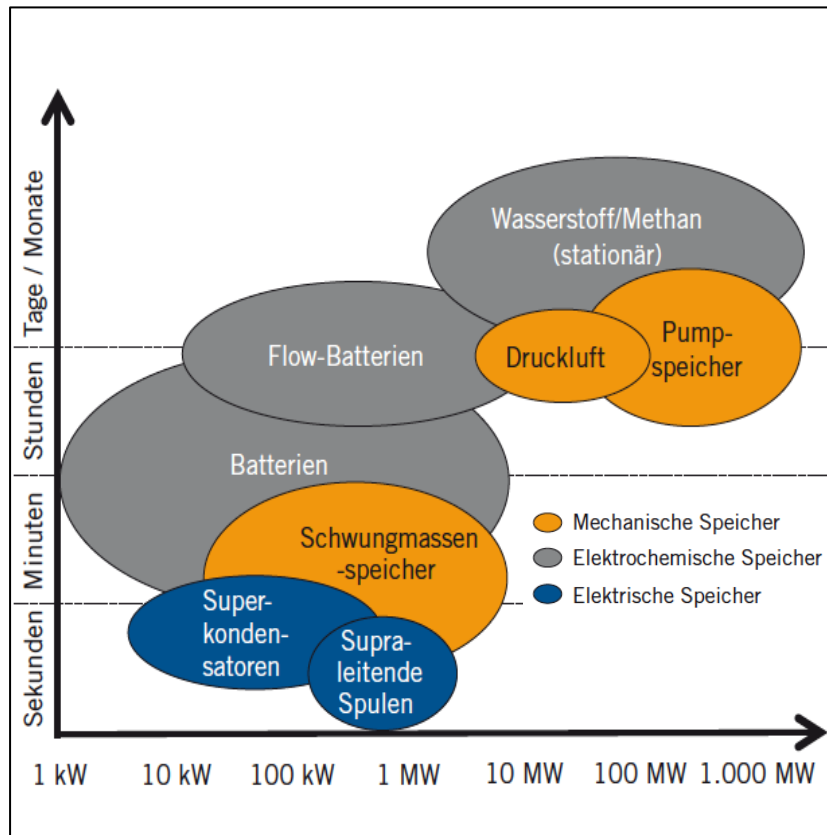 Tage / Monate
Stunden
Minuten
Sekunden
Wasserstoff/Methan
(stationär)
Flow-Batterien
Druckluft
Pump-
speicher
Batterien
Schwungmassen
-speicher
Super-
konden-
satoren
Supra-
leitende
Spulen
Mechanische Speicher
Elektrochemische Speicher
Elektrische Speicher
1 kW 10 kW 100 kW 1 MW 10 MW 100 MW 1.000 MW